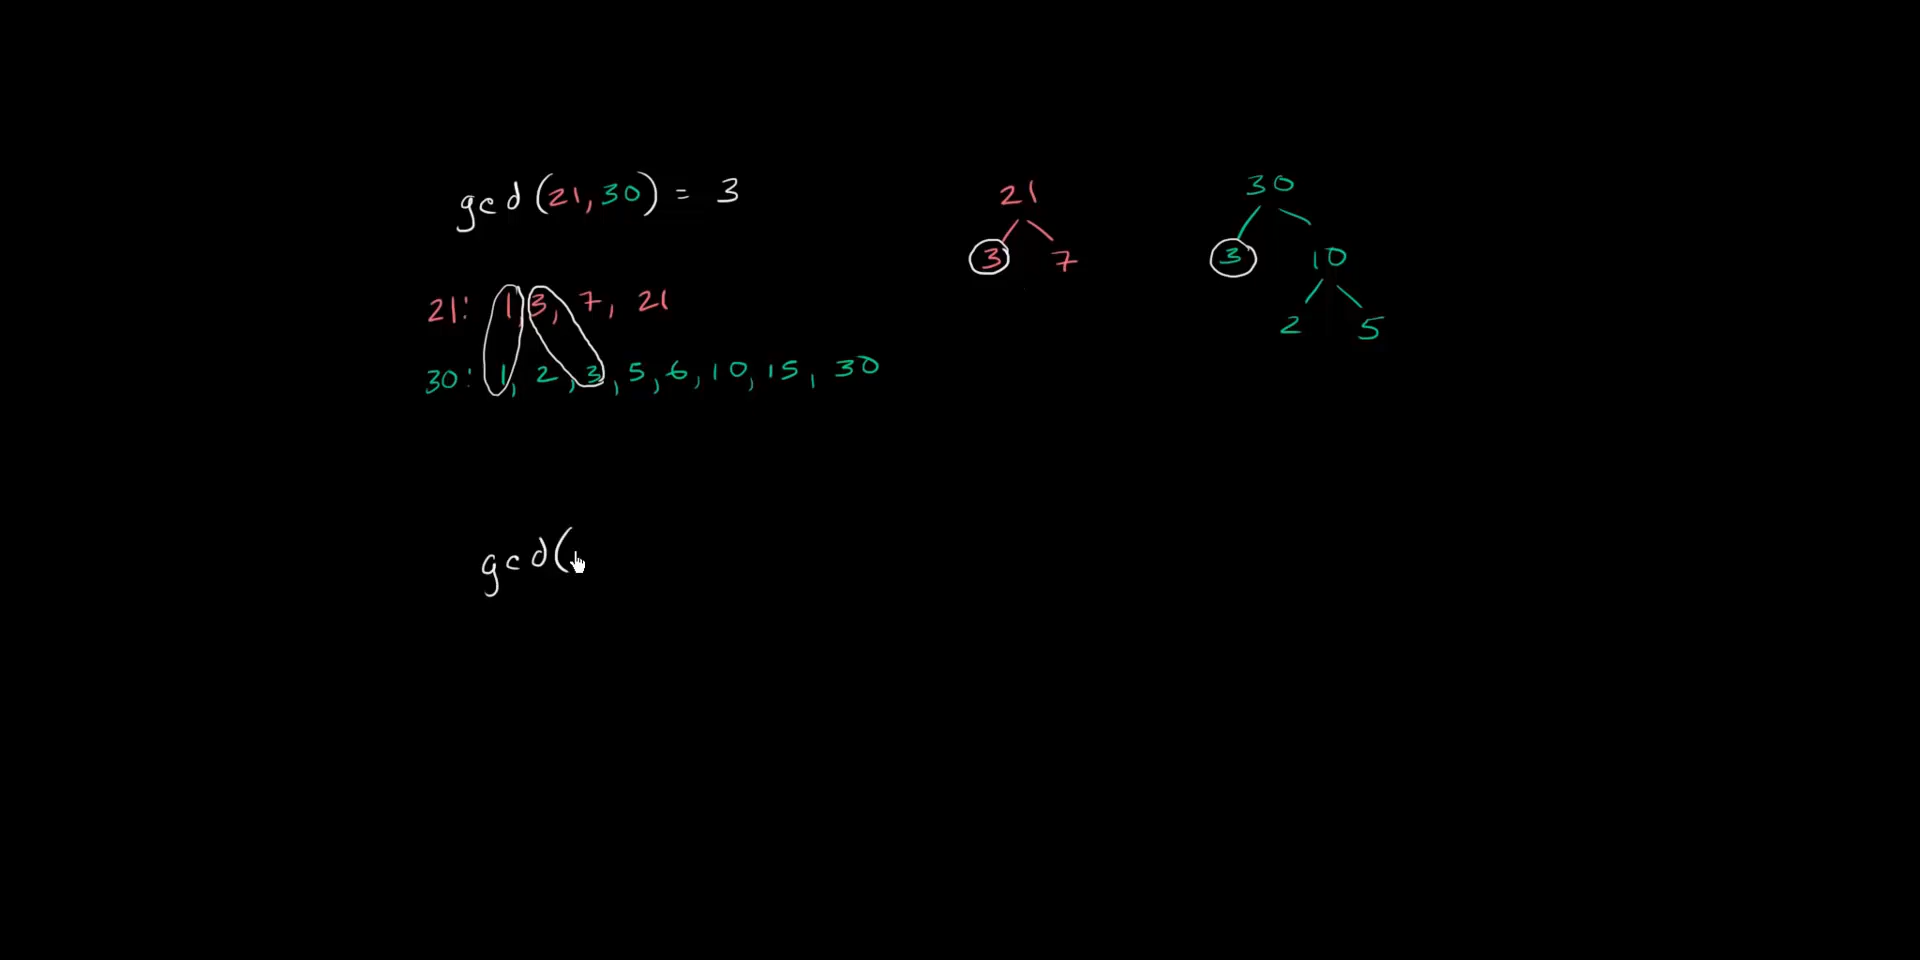 gcd (21,30) = 3
21: 1, 3, 7, 21
30: 1, 2, 3, 5, 6, 10, 15, 30
gcd(
21
3 7
30
3 10
2 5